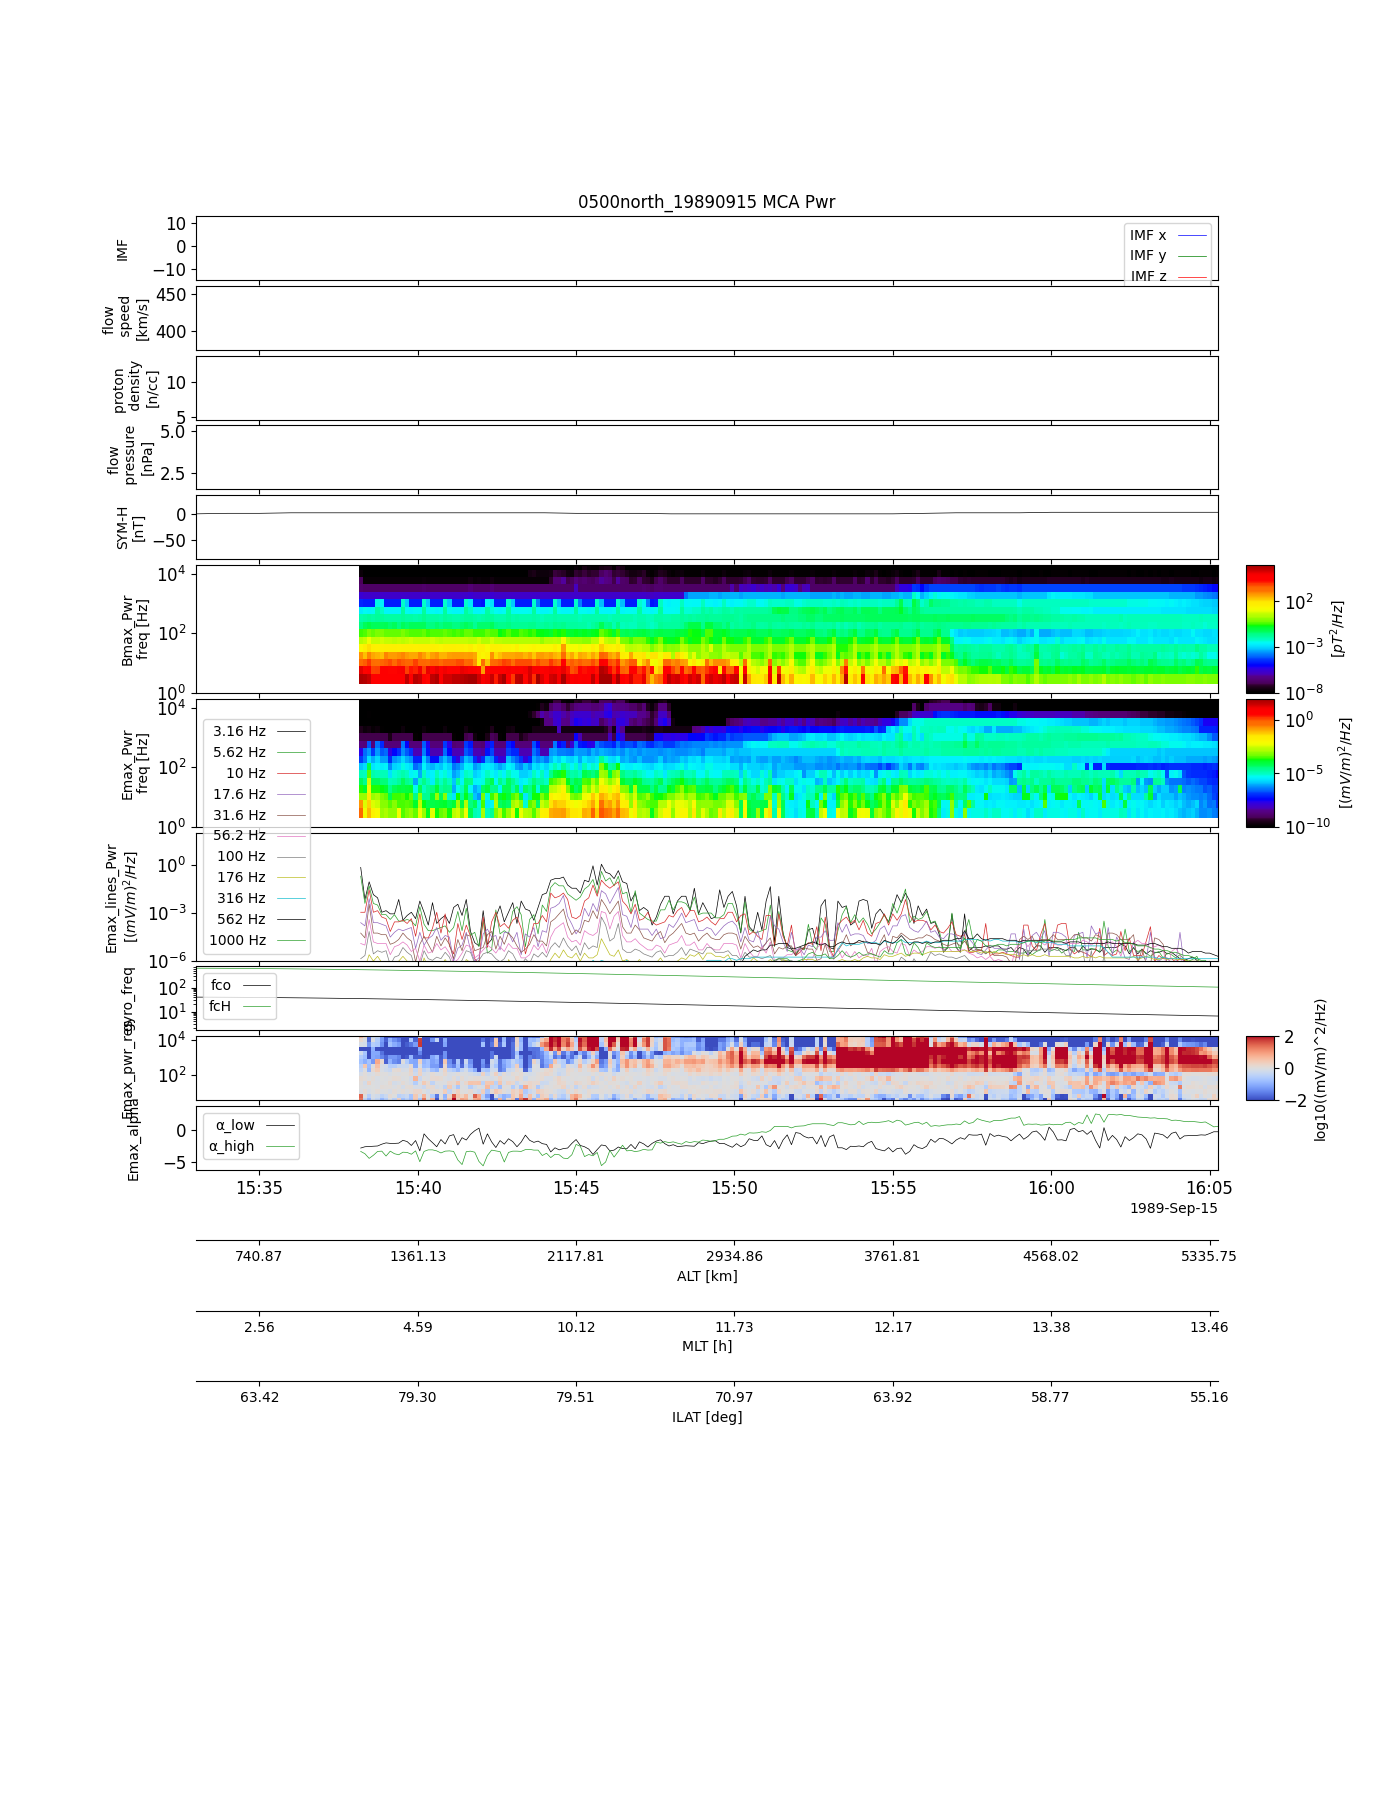 0500north_19890915 MCA Pwr
IMF
10
0
−10
IMF x
IMF y
IMF z
flow
speed
[km/s]
450
400
proton
density
[n/cc]
10
5
flow
pressure
[nPa]
5.0
2.5
SYM-H
[nT]
0
−50
Bmax_Pwr
freq [Hz]
10^4
10^2
10^0
10^2
10^−3
10^−8
[pT^2/Hz]
Emax_Pwr
freq [Hz]
10^4
10^2
10^0
10^0
10^−5
10^−10
[(mV/m)^2/Hz]
3.16 Hz
5.62 Hz
10 Hz
17.6 Hz
31.6 Hz
56.2 Hz
100 Hz
176 Hz
316 Hz
562 Hz
1000 Hz
Emax_lines_Pwr
[(mV/m)^2/Hz]
10^0
10^−3
10^−6
gyro_freq
10^2
10^1
fco
fcH
Emax_pwr_res
10^4
10^2
2
0
−2
log10((mV/m)^2/Hz)
Emax_alpha
0
−5
α_low
α_high
15:35 15:40 15:45 15:50 15:55 16:00 16:05
1989-Sep-15
740.87 1361.13 2117.81 2934.86 3761.81 4568.02 5335.75
ALT [km]
2.56 4.59 10.12 11.73 12.17 13.38 13.46
MLT [h]
63.42 79.30 79.51 70.97 63.92 58.77 55.16
ILAT [deg]